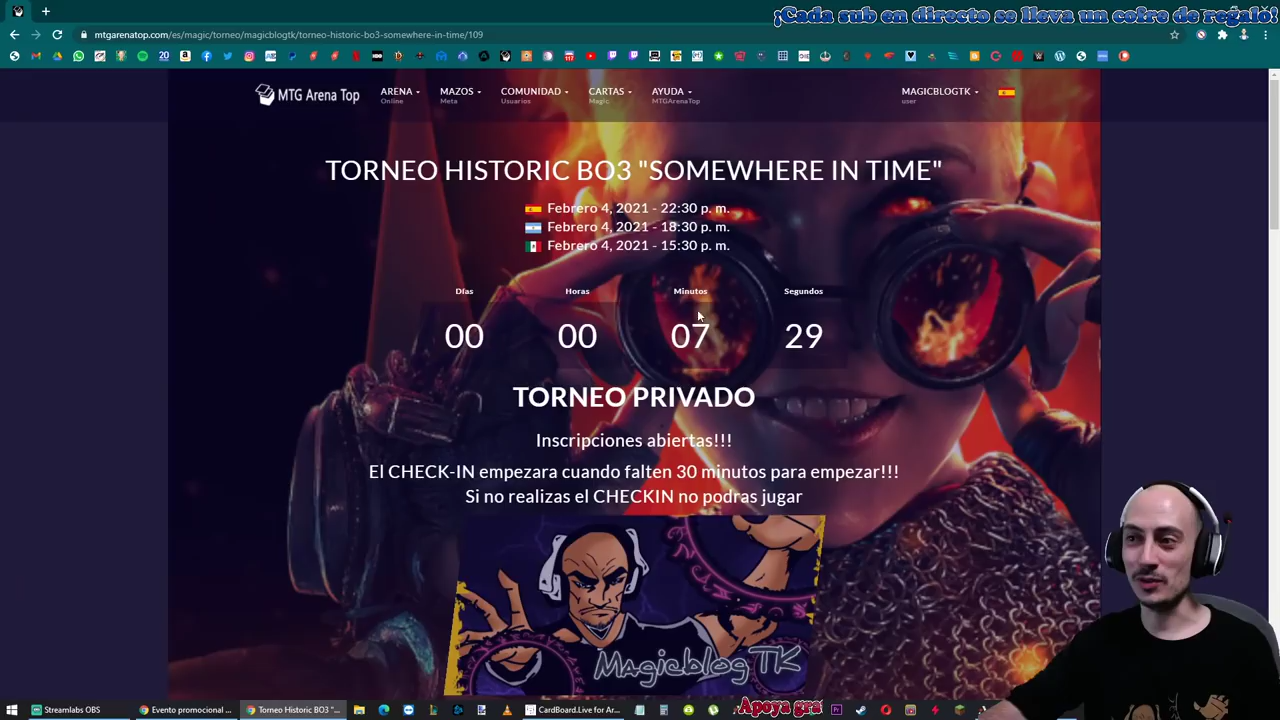 ¡Cada sub en directo se lleva un cofre de regalo!
mtgarenatop.com/es/magic/torneo/magicblogtk/torneo-historic-bo3-somewhere-in-time/109
MTG Arena Top
ARENA
Online
MAZOS
Meta
COMUNIDAD
Usuarios
CARTAS
Magic
AYUDA
MTGArenaTop
MAGICBLOGTK
user
TORNEO HISTORIC BO3 "SOMEWHERE IN TIME"
Febrero 4, 2021 - 22:30 p. m.
Febrero 4, 2021 - 18:30 p. m.
Febrero 4, 2021 - 15:30 p. m.
Días Horas Minutos Segundos
00 00 07 29
TORNEO PRIVADO
Inscripciones abiertas!!!
El CHECK-IN empezara cuando falten 30 minutos para empezar!!!
Si no realizas el CHECKIN no podras jugar
MagicblogTK
Streamlabs OBS
Evento promocional ...
Torneo Historic BO3 "...
CardBoard.Live for Ar...
Apoya gra